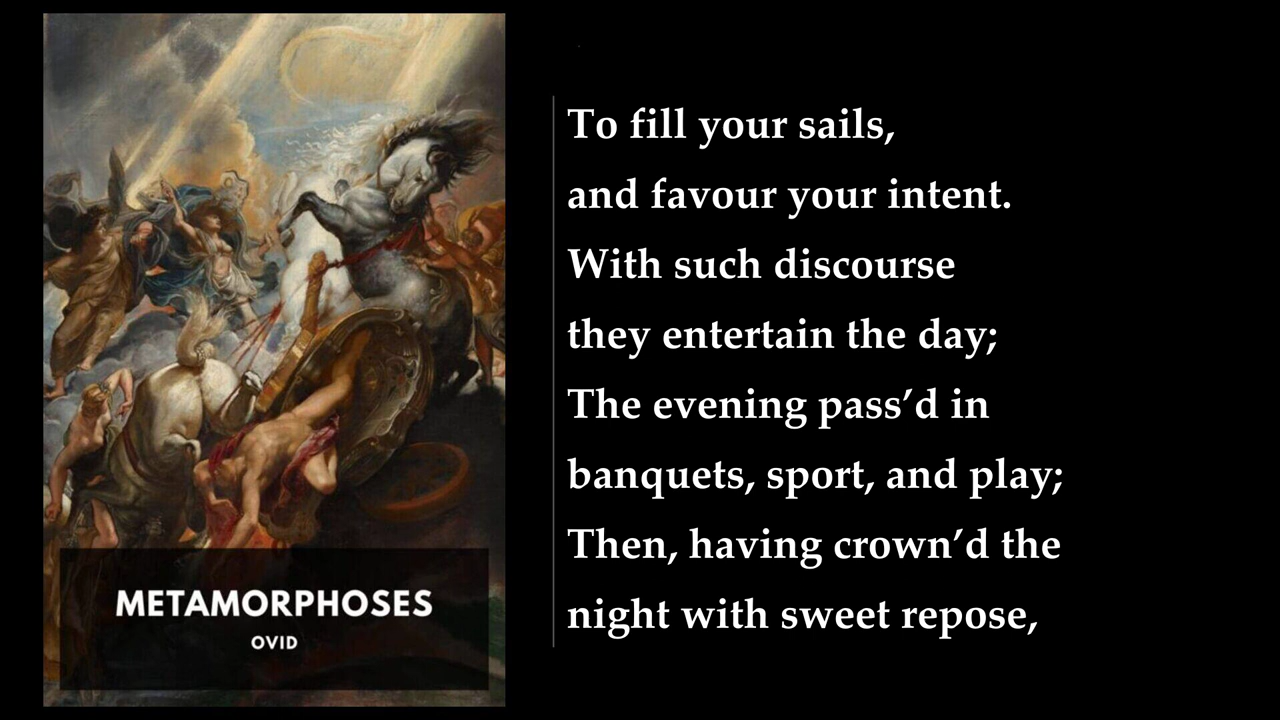 METAMORPHOSES
OVID
To fill your sails,
and favour your intent.
With such discourse
they entertain the day;
The evening pass’d in
banquets, sport, and play;
Then, having crown’d the
night with sweet repose,